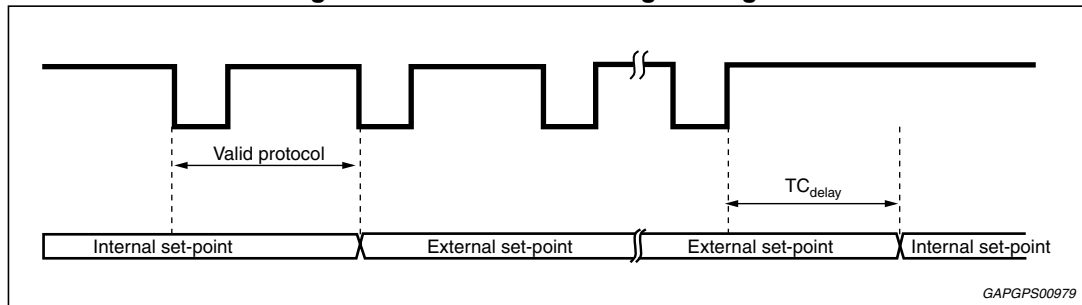 Valid protocol
TC_delay
Internal set-point
External set-point
External set-point
Internal set-point
GAPGPS00979